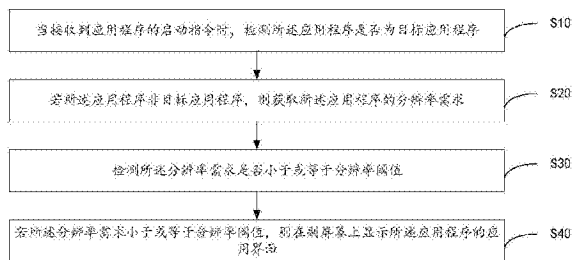 当接收到应用程序的启动指令时，检测所述应用程序是否为目标应用程序
S10
若所述应用程序非目标应用程序，则获取所述应用程序的分辨率需求
S20
检测所述分辨率需求是否小于或等于分辨率阈值
S30
若所述分辨率需求小于或等于分辨率阈值，则在副屏幕上显示所述应用程序的应
用界面
S40